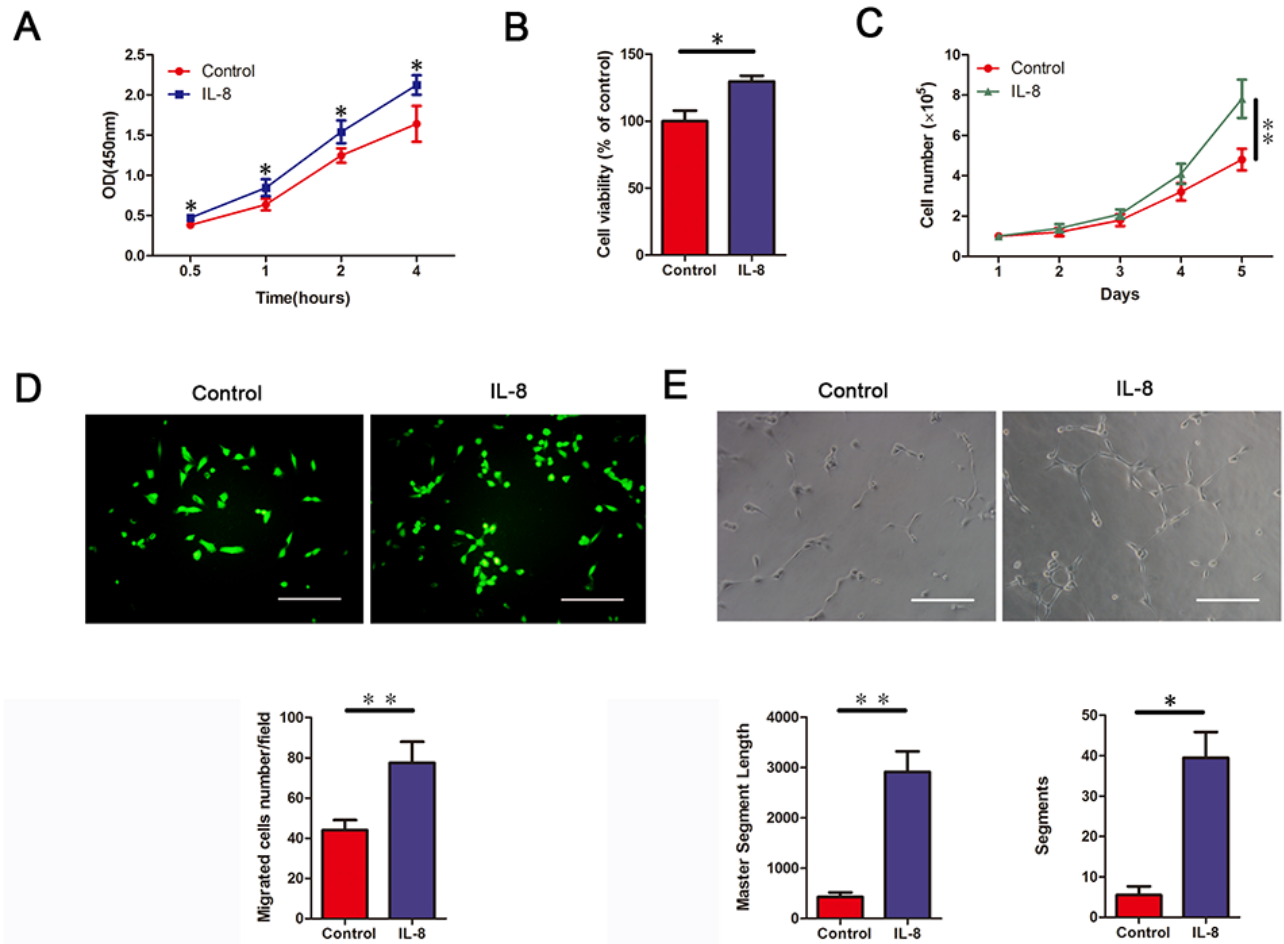 A
OD(450nm)
2.5
2.0
1.5
1.0
0.5
0.0
Control
IL-8
*
*
*
*
0.5 1 2 4
Time(hours)
B
Cell viability (% of control)
150
100
50
0
*
Control IL-8
C
Cell number (×10⁵)
10
8
6
4
2
0
Control
IL-8
**
1 2 3 4 5
Days
D
Control IL-8
Migrated cells number/field
100
80
60
40
20
0
**
Control IL-8
E
Control IL-8
Master Segment Length
4000
3000
2000
1000
0
**
Control IL-8
Segments
50
40
30
20
10
0
*
Control IL-8